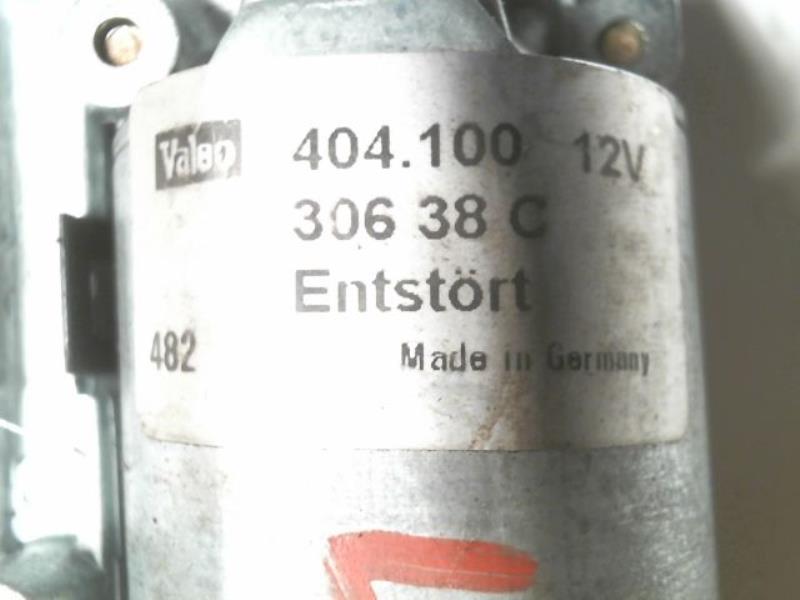 Valeo 404.100 12V
306 38 C
Entstört
482 Made in Germany